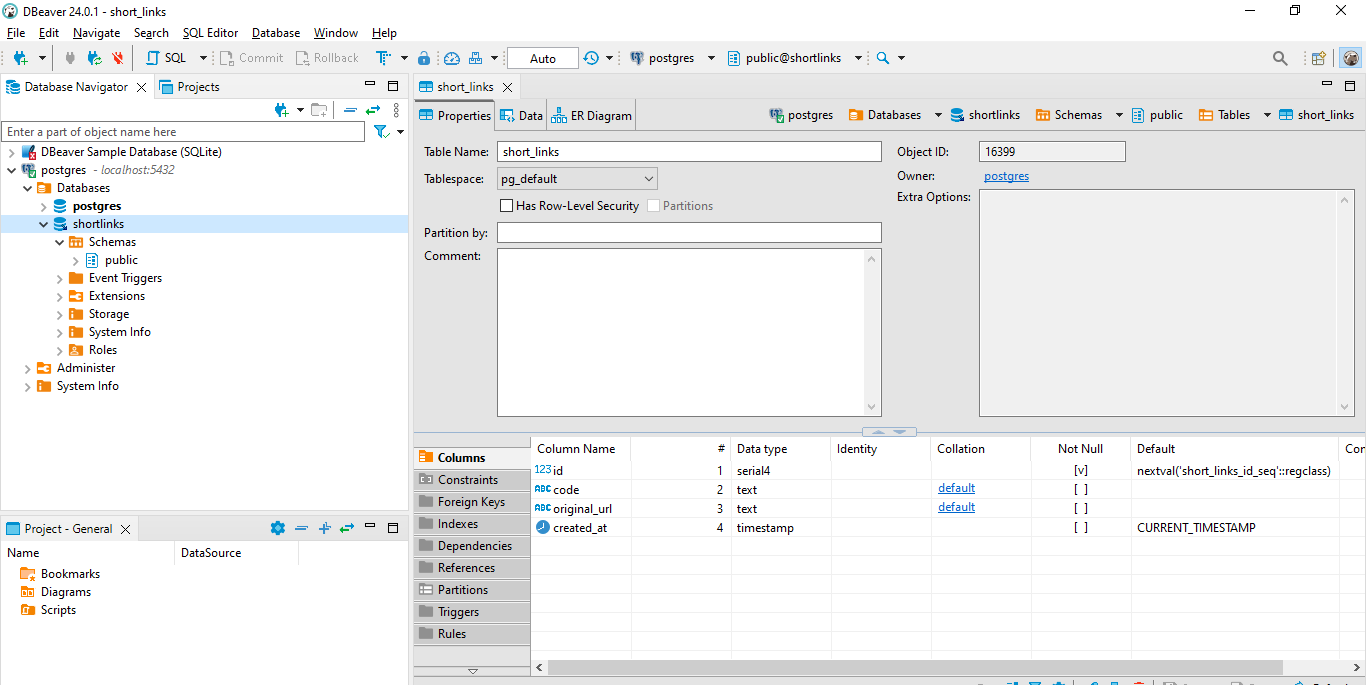 DBeaver 24.0.1 - short_links
File Edit Navigate Search SQL Editor Database Window Help
SQL Commit Rollback Auto postgres public@shortlinks
Database Navigator Projects
Enter a part of object name here
DBeaver Sample Database (SQLite)
postgres - localhost:5432
Databases
postgres
shortlinks
Schemas
public
Event Triggers
Extensions
Storage
System Info
Roles
Administer
System Info
Project - General
Name DataSource
Bookmarks
Diagrams
Scripts
short_links
Properties Data ER Diagram postgres Databases shortlinks Schemas public Tables short_links
Table Name: short_links Object ID: 16399
Tablespace: pg_default Owner: postgres
Has Row-Level Security Partitions Extra Options:
Partition by:
Comment:
Columns
Constraints
Foreign Keys
Indexes
Dependencies
References
Partitions
Triggers
Rules
Column Name # Data type Identity Collation Not Null Default
123 id 1 serial4 [v] nextval('short_links_id_seq'::regclass)
ABC code 2 text default [ ]
ABC original_url 3 text default [ ]
created_at 4 timestamp [ ] CURRENT_TIMESTAMP